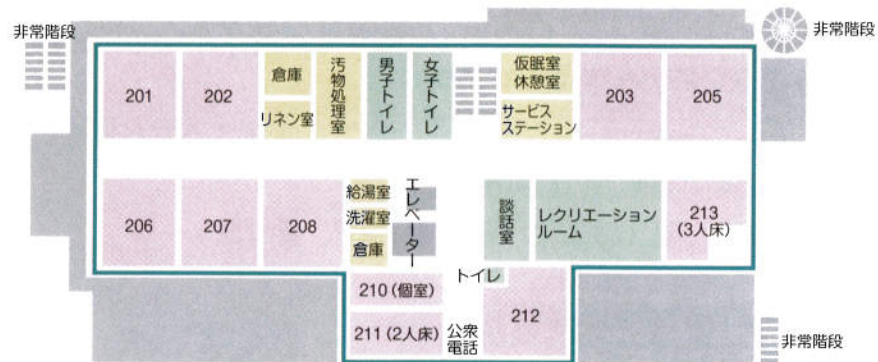 非常階段
非常階段
201
202
倉庫
リネン室
汚物処理室
男子トイレ
女子トイレ
仮眠室
休憩室
サービス
ステーション
203
205
206
207
208
給湯室
洗濯室
倉庫
エレベーター
談話室
レクリエーション
ルーム
213
(3人床)
トイレ
210(個室)
211(2人床)
公衆
電話
212
非常階段